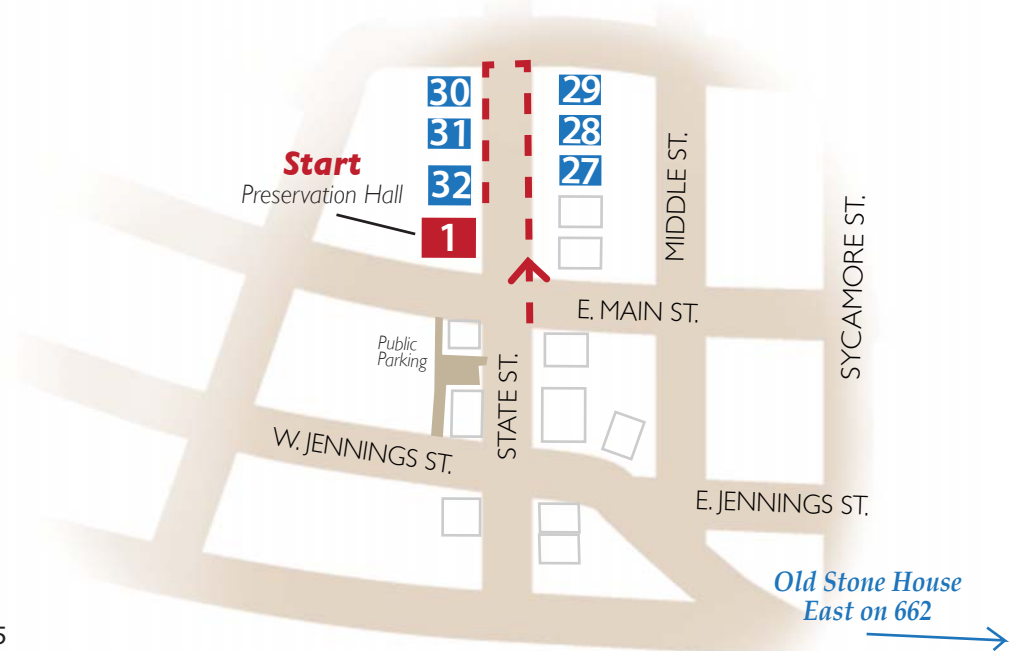 30
29
31
28
27
32
Start
Preservation Hall
1
MIDDLE ST.
SYCAMORE ST.
E. MAIN ST.
Public
Parking
STATE ST.
W. JENNINGS ST.
E. JENNINGS ST.
Old Stone House
East on 662
5